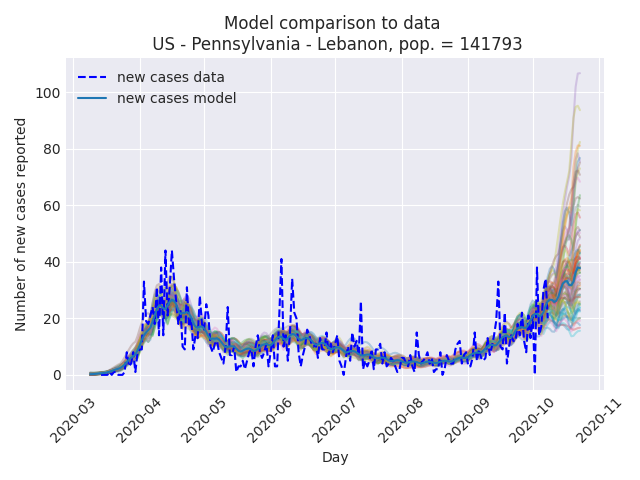 Model comparison to data
US - Pennsylvania - Lebanon, pop. = 141793
new cases data
new cases model
Number of new cases reported
100
80
60
40
20
0
2020-03
2020-04
2020-05
2020-06
2020-07
2020-08
2020-09
2020-10
2020-11
Day